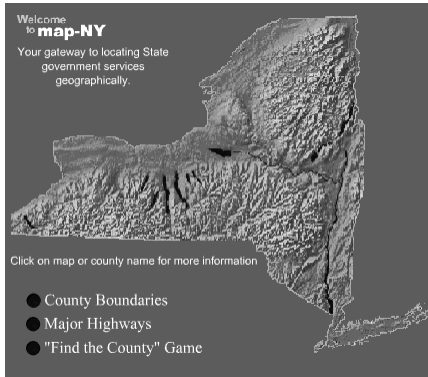 Welcome
to map-NY
Your gateway to locating State
government services
geographically.
Click on map or county name for more information
County Boundaries
Major Highways
"Find the County" Game